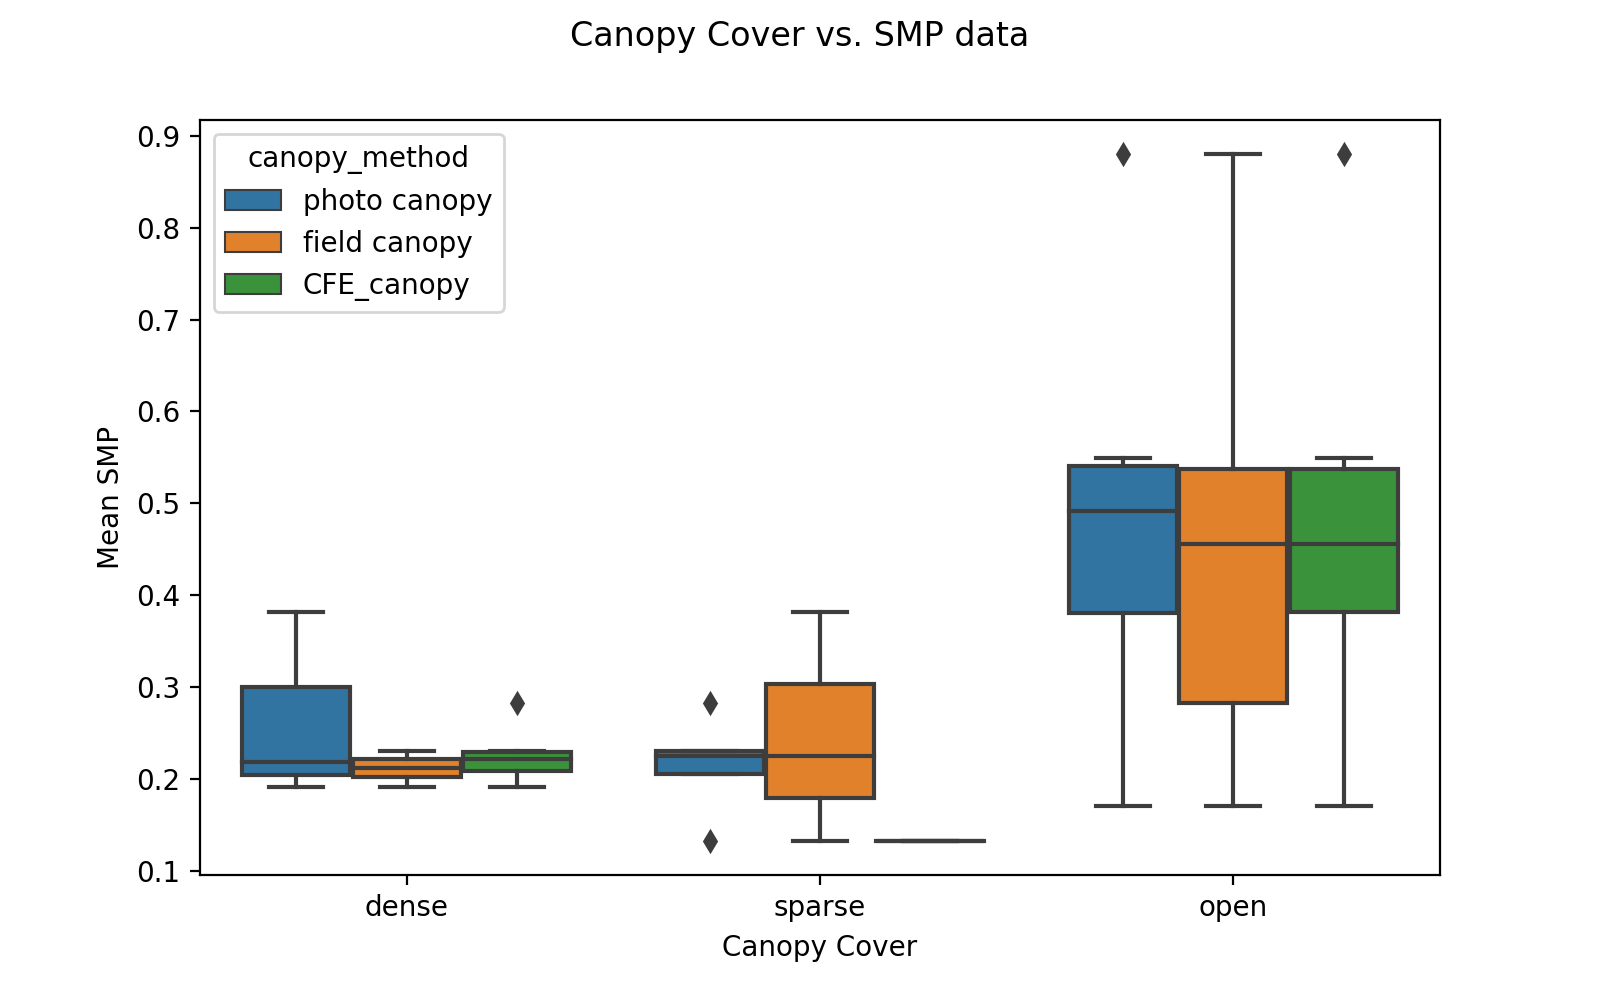 Canopy Cover vs. SMP data
canopy_method
photo canopy
field canopy
CFE_canopy
0.9
0.8
0.7
0.6
0.5
0.4
0.3
0.2
0.1
Mean SMP
dense sparse open
Canopy Cover